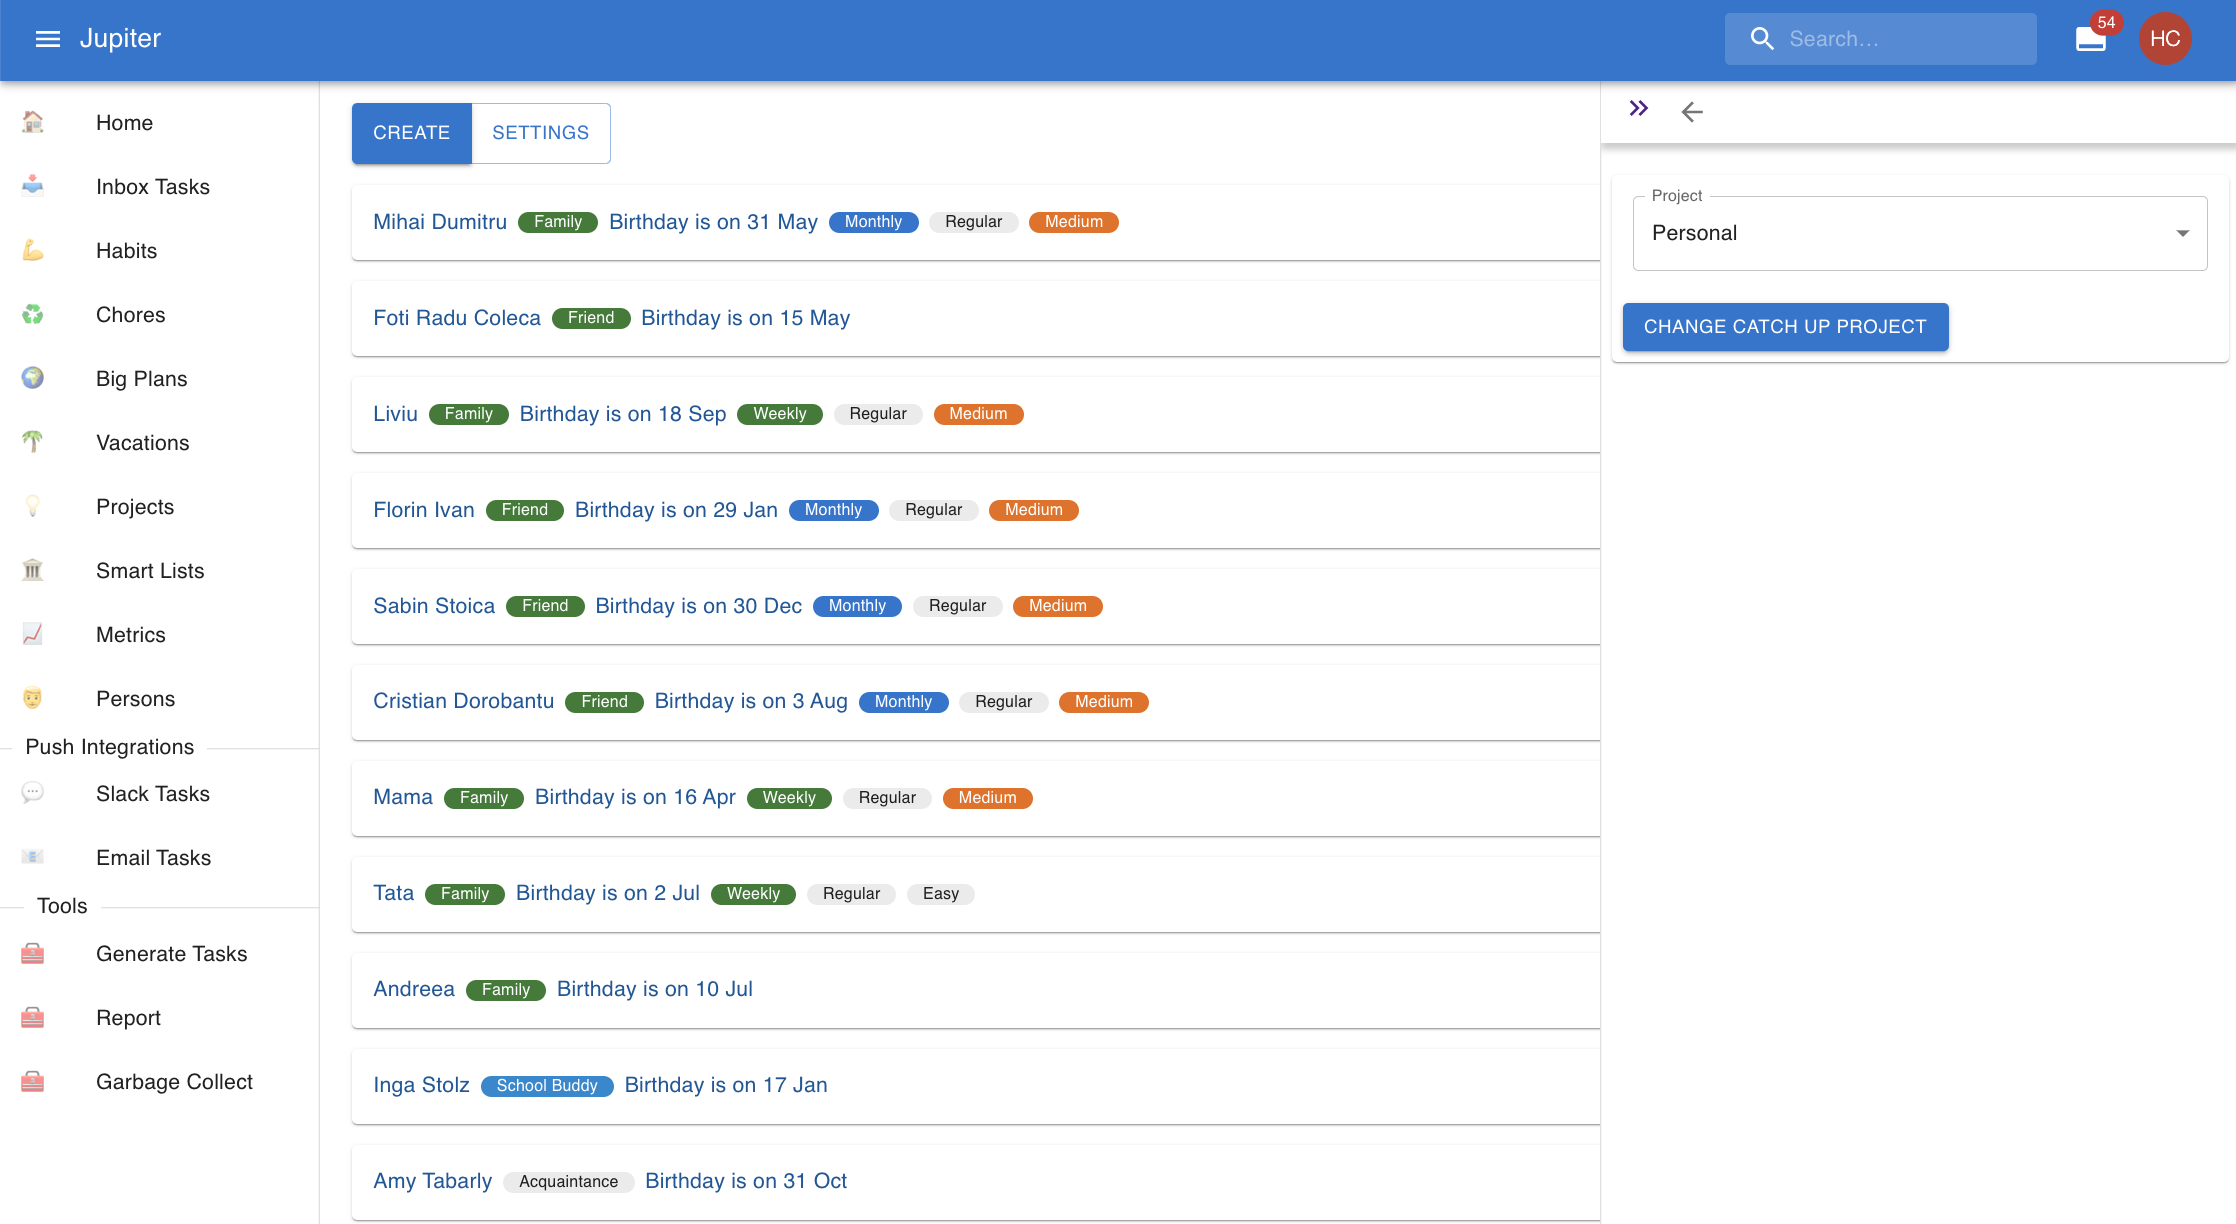 Jupiter
Search...
54
HC
Home
Inbox Tasks
Habits
Chores
Big Plans
Vacations
Projects
Smart Lists
Metrics
Persons
Push Integrations
Slack Tasks
Email Tasks
Tools
Generate Tasks
Report
Garbage Collect
CREATE SETTINGS
Mihai Dumitru Family Birthday is on 31 May Monthly Regular Medium
Foti Radu Coleca Friend Birthday is on 15 May
Liviu Family Birthday is on 18 Sep Weekly Regular Medium
Florin Ivan Friend Birthday is on 29 Jan Monthly Regular Medium
Sabin Stoica Friend Birthday is on 30 Dec Monthly Regular Medium
Cristian Dorobantu Friend Birthday is on 3 Aug Monthly Regular Medium
Mama Family Birthday is on 16 Apr Weekly Regular Medium
Tata Family Birthday is on 2 Jul Weekly Regular Easy
Andreea Family Birthday is on 10 Jul
Inga Stolz School Buddy Birthday is on 17 Jan
Amy Tabarly Acquaintance Birthday is on 31 Oct
Project
Personal
CHANGE CATCH UP PROJECT